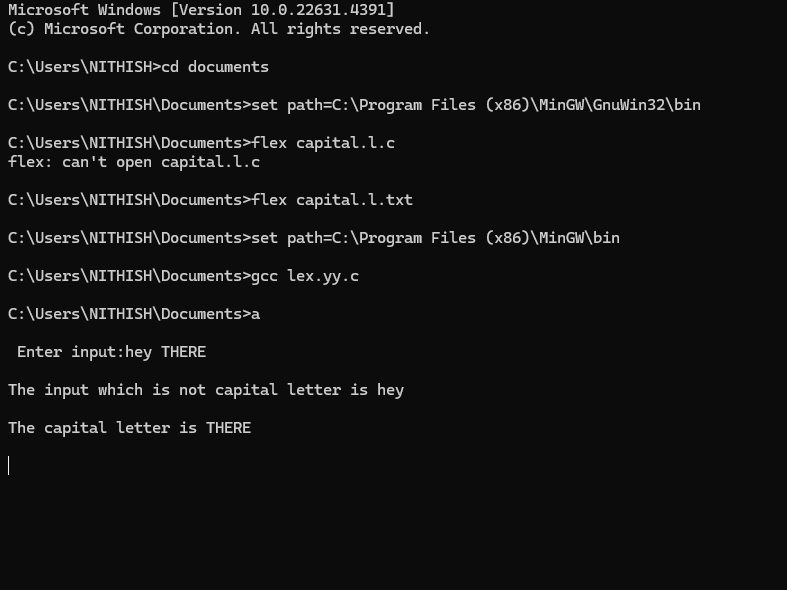 Microsoft Windows [Version 10.0.22631.4391]
(c) Microsoft Corporation. All rights reserved.
C:\Users\NITHISH>cd documents
C:\Users\NITHISH\Documents>set path=C:\Program Files (x86)\MinGW\GnuWin32\bin
C:\Users\NITHISH\Documents>flex capital.l.c
flex: can't open capital.l.c
C:\Users\NITHISH\Documents>flex capital.l.txt
C:\Users\NITHISH\Documents>set path=C:\Program Files (x86)\MinGW\bin
C:\Users\NITHISH\Documents>gcc lex.yy.c
C:\Users\NITHISH\Documents>a
Enter input:hey THERE
The input which is not capital letter is hey
The capital letter is THERE